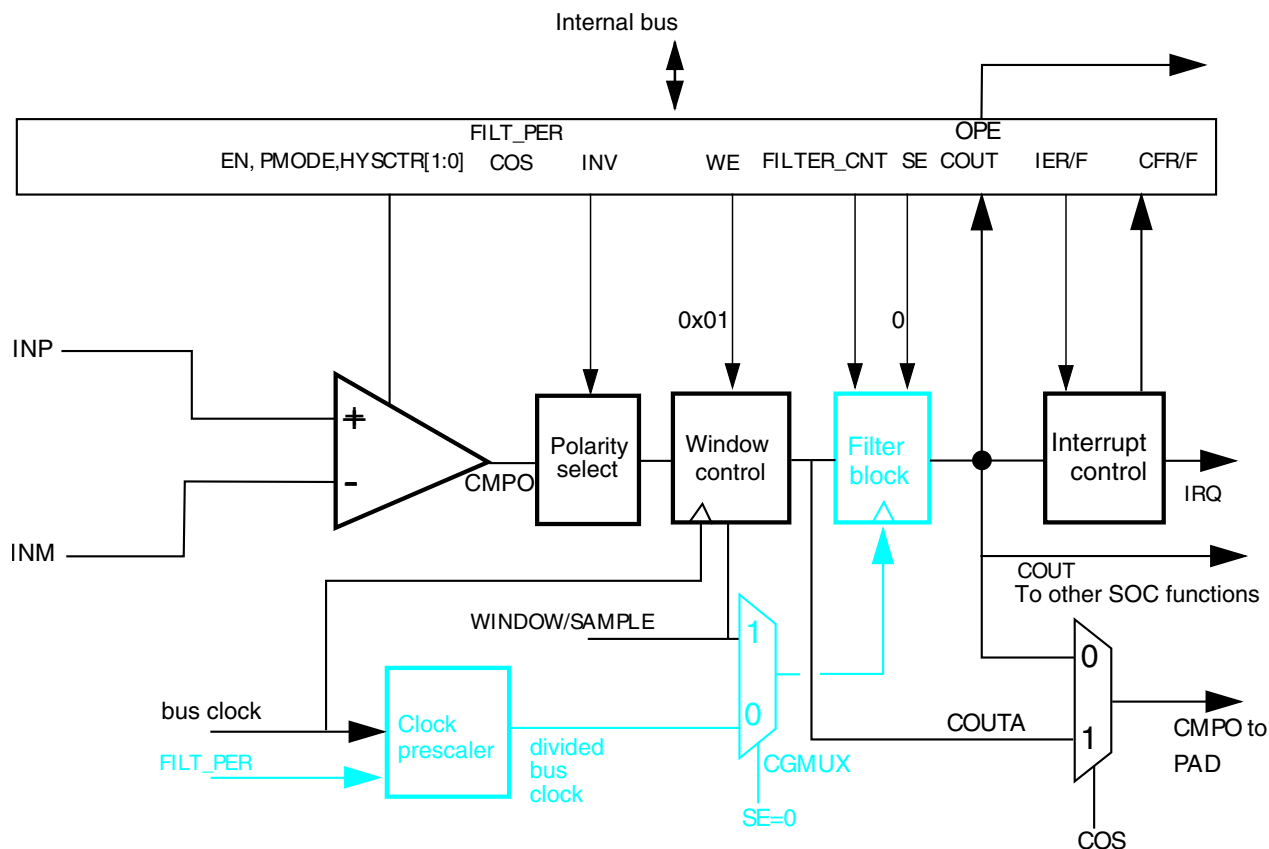 Internal bus
FILT_PER
OPE
EN, PMODE,HYSCTR[1:0]
COS
INV
WE
FILTER_CNT
SE
COUT
IER/F
CFR/F
0x01
0
INP
+
-
INM
CMPO
Polarity
select
Window
control
Filter
block
Interrupt
control
IRQ
COUT
To other SOC functions
WINDOW/SAMPLE
1
0
0
1
bus clock
FILT_PER
Clock
prescaler
divided
bus
clock
CGMUX
SE=0
COUTA
CMPO to
PAD
COS